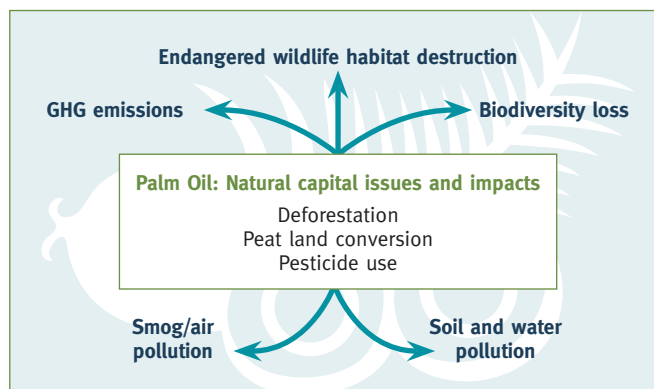 Endangered wildlife habitat destruction
GHG emissions
Biodiversity loss
Palm Oil: Natural capital issues and impacts
Deforestation
Peat land conversion
Pesticide use
Smog/air
pollution
Soil and water
pollution